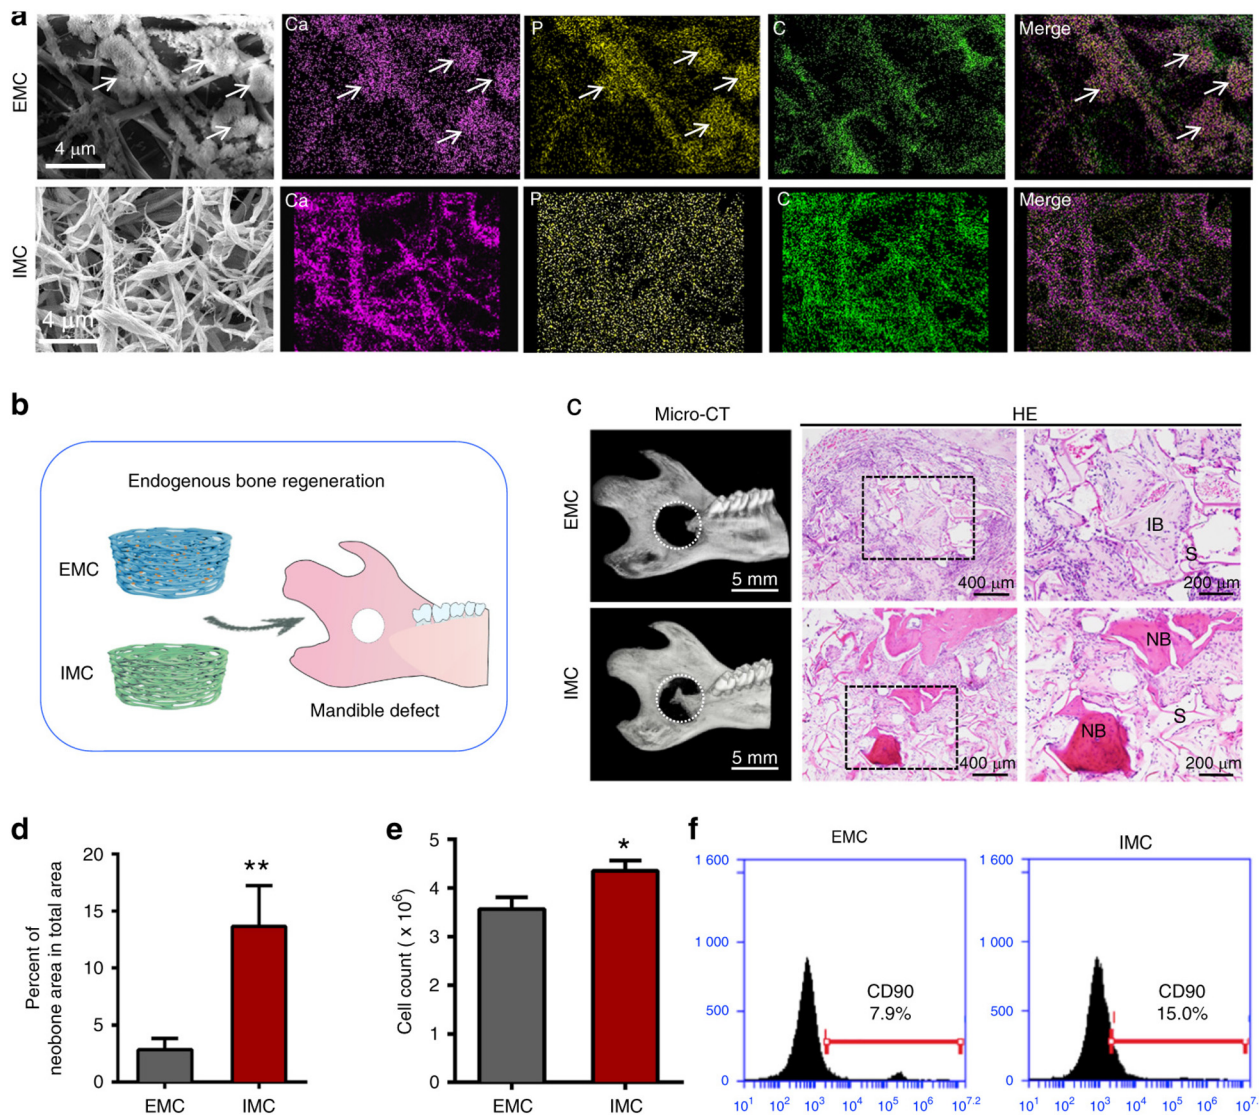 a
EMC
4 μm
Ca
P
C
Merge
IMC
4 μm
Ca
P
C
Merge
b
Endogenous bone regeneration
EMC
IMC
Mandible defect
c
Micro-CT
HE
EMC
5 mm
400 μm
IB
S
200 μm
IMC
5 mm
400 μm
NB
S
NB
200 μm
d
Percent of
neobone area in total area
20
15
10
5
0
**
EMC
IMC
e
Cell count ( x 10⁶)
5
4
3
2
1
0
*
EMC
IMC
f
EMC
1 600
1 000
500
0
CD90
7.9%
10¹ 10² 10³ 10⁴ 10⁵ 10⁶ 10⁷·²
IMC
1 600
1 000
500
0
CD90
15.0%
10¹ 10² 10³ 10⁴ 10⁵ 10⁶ 10⁷·²